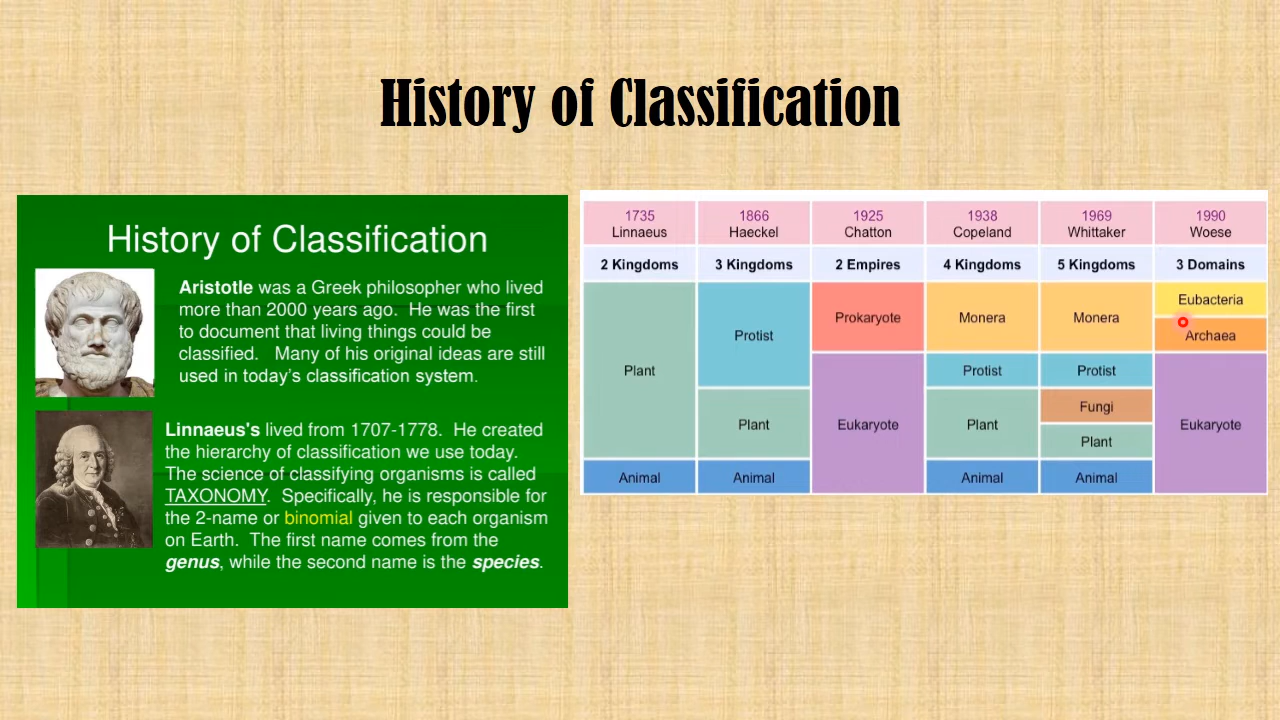 History of Classification
History of Classification
Aristotle was a Greek philosopher who lived
more than 2000 years ago. He was the first
to document that living things could be
classified. Many of his original ideas are still
used in today's classification system.
Linnaeus's lived from 1707-1778. He created
the hierarchy of classification we use today.
The science of classifying organisms is called
TAXONOMY. Specifically, he is responsible for
the 2-name or binomial given to each organism
on Earth. The first name comes from the
genus, while the second name is the species.
1735 1866 1925 1938 1969 1990
Linnaeus Haeckel Chatton Copeland Whittaker Woese
2 Kingdoms 3 Kingdoms 2 Empires 4 Kingdoms 5 Kingdoms 3 Domains
Eubacteria
Prokaryote Monera Monera
Protist Archaea
Plant Protist Protist
Fungi
Plant Eukaryote Plant Eukaryote
Plant
Animal Animal Animal Animal